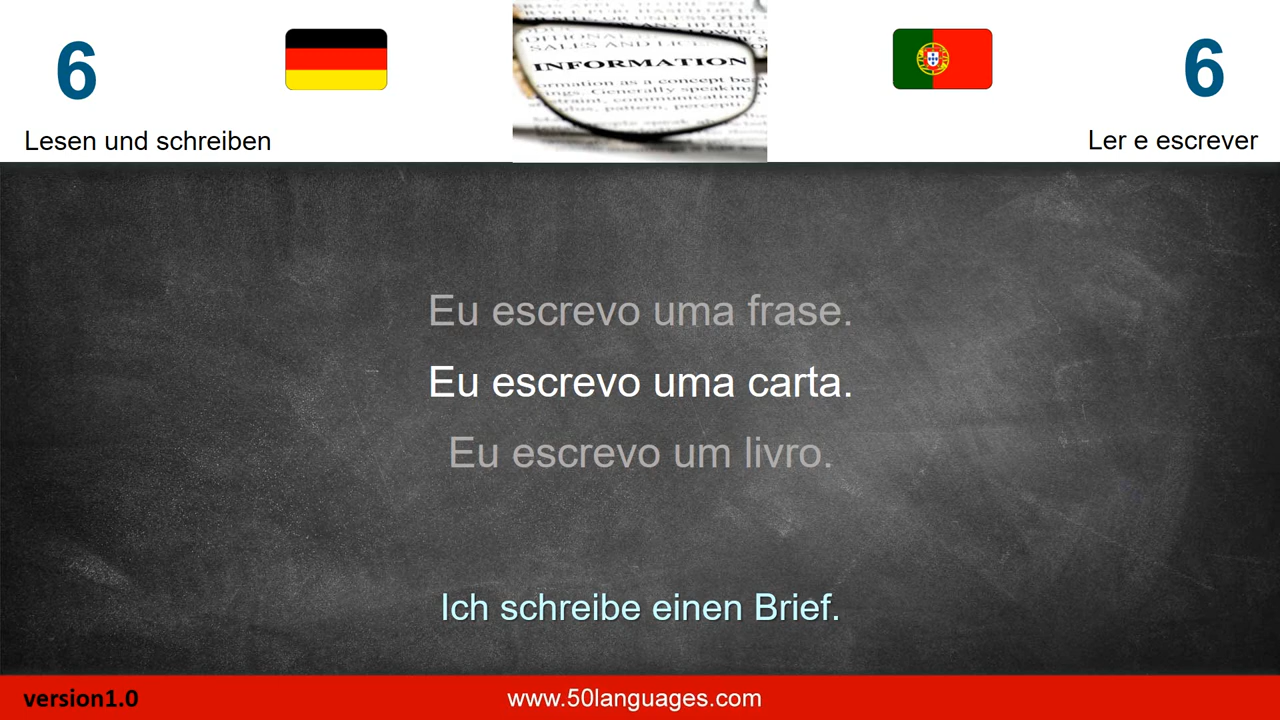 6
6
Lesen und schreiben
Ler e escrever
INFORMATION
Eu escrevo uma frase.
Eu escrevo uma carta.
Eu escrevo um livro.
Ich schreibe einen Brief.
version1.0
www.50languages.com